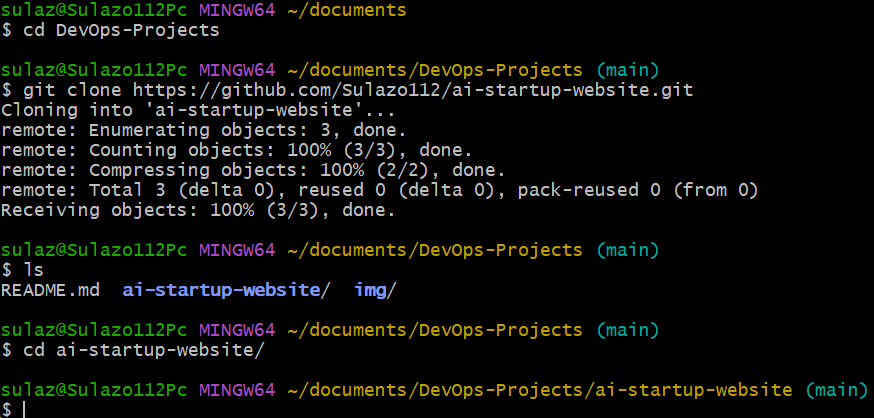 sulaz@Sulazo112Pc MINGW64 ~/documents
$ cd DevOps-Projects
sulaz@Sulazo112Pc MINGW64 ~/documents/DevOps-Projects (main)
$ git clone https://github.com/Sulazo112/ai-startup-website.git
Cloning into 'ai-startup-website'...
remote: Enumerating objects: 3, done.
remote: Counting objects: 100% (3/3), done.
remote: Compressing objects: 100% (2/2), done.
remote: Total 3 (delta 0), reused 0 (delta 0), pack-reused 0 (from 0)
Receiving objects: 100% (3/3), done.
sulaz@Sulazo112Pc MINGW64 ~/documents/DevOps-Projects (main)
$ ls
README.md  ai-startup-website/  img/
sulaz@Sulazo112Pc MINGW64 ~/documents/DevOps-Projects (main)
$ cd ai-startup-website/
sulaz@Sulazo112Pc MINGW64 ~/documents/DevOps-Projects/ai-startup-website (main)
$